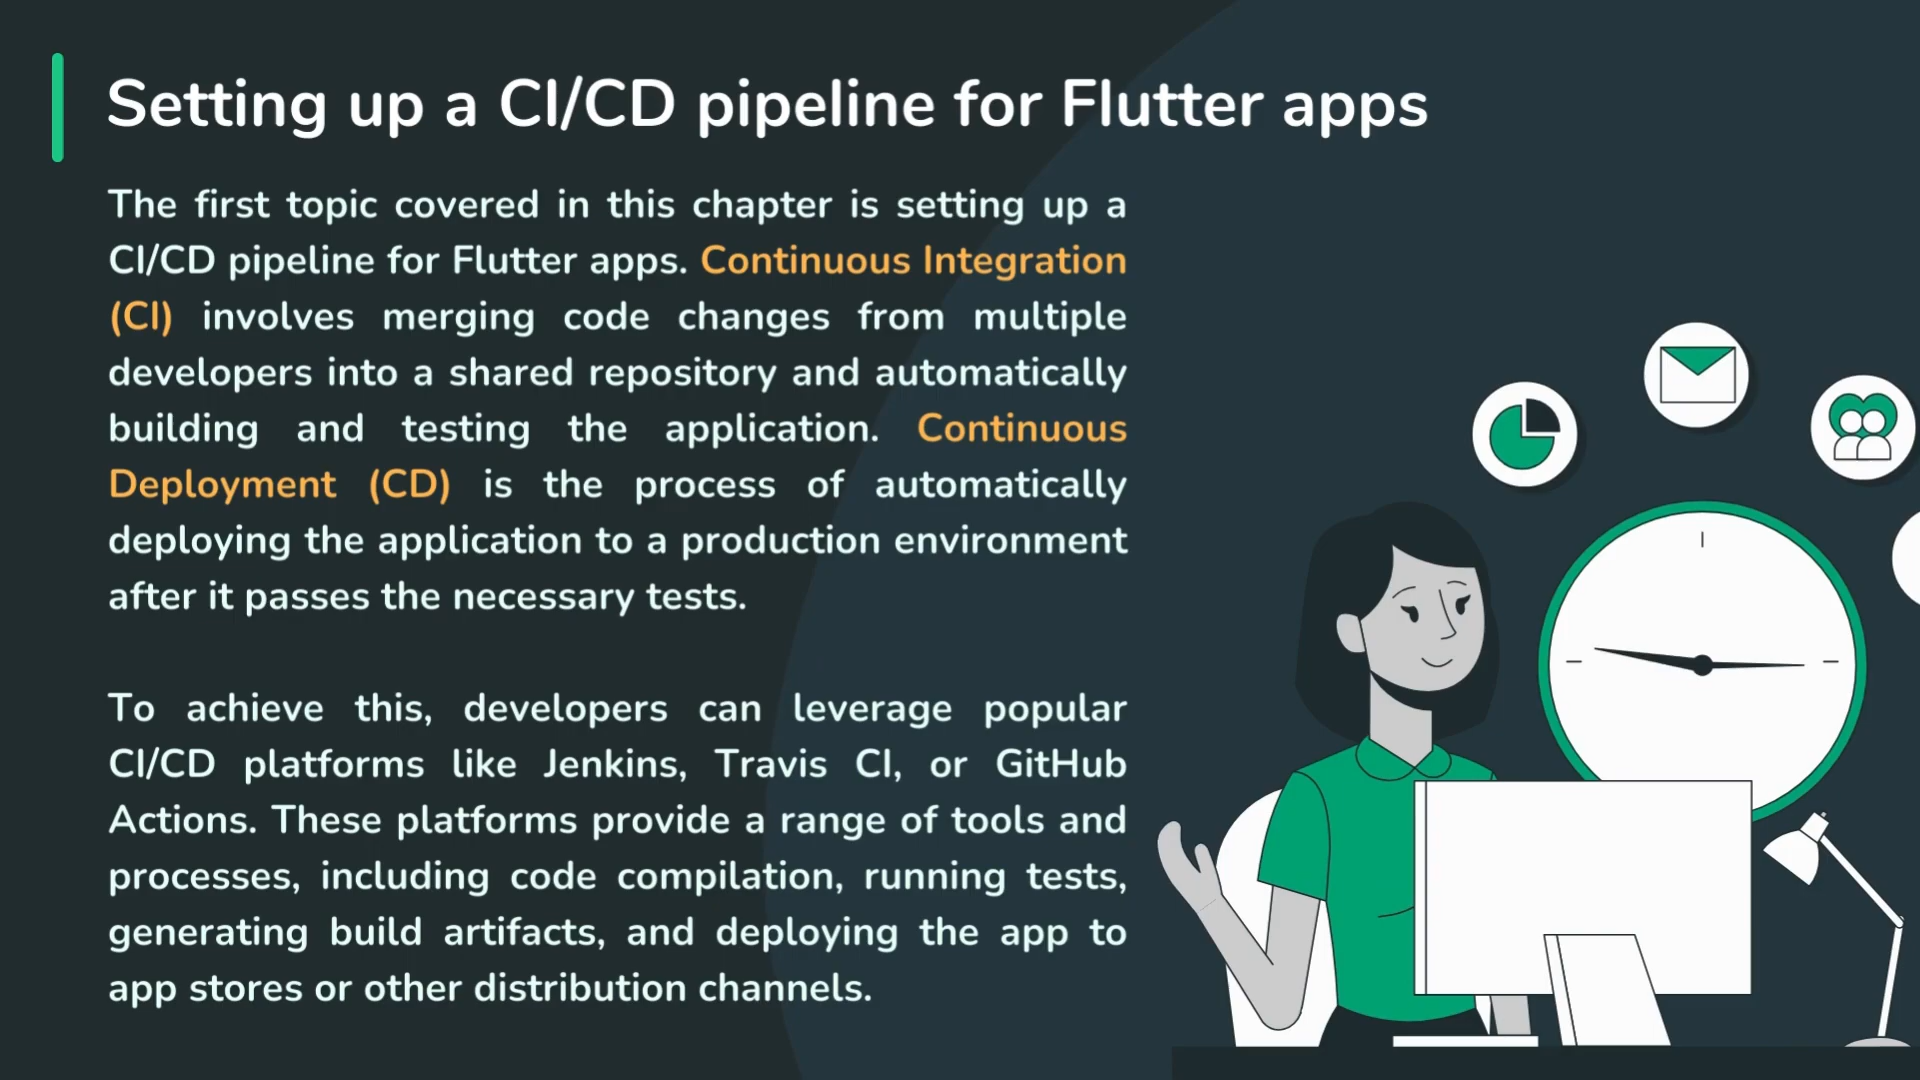 Setting up a CI/CD pipeline for Flutter apps
The first topic covered in this chapter is setting up a
CI/CD pipeline for Flutter apps. Continuous Integration
(CI) involves merging code changes from multiple
developers into a shared repository and automatically
building and testing the application. Continuous
Deployment (CD) is the process of automatically
deploying the application to a production environment
after it passes the necessary tests.
To achieve this, developers can leverage popular
CI/CD platforms like Jenkins, Travis CI, or GitHub
Actions. These platforms provide a range of tools and
processes, including code compilation, running tests,
generating build artifacts, and deploying the app to
app stores or other distribution channels.